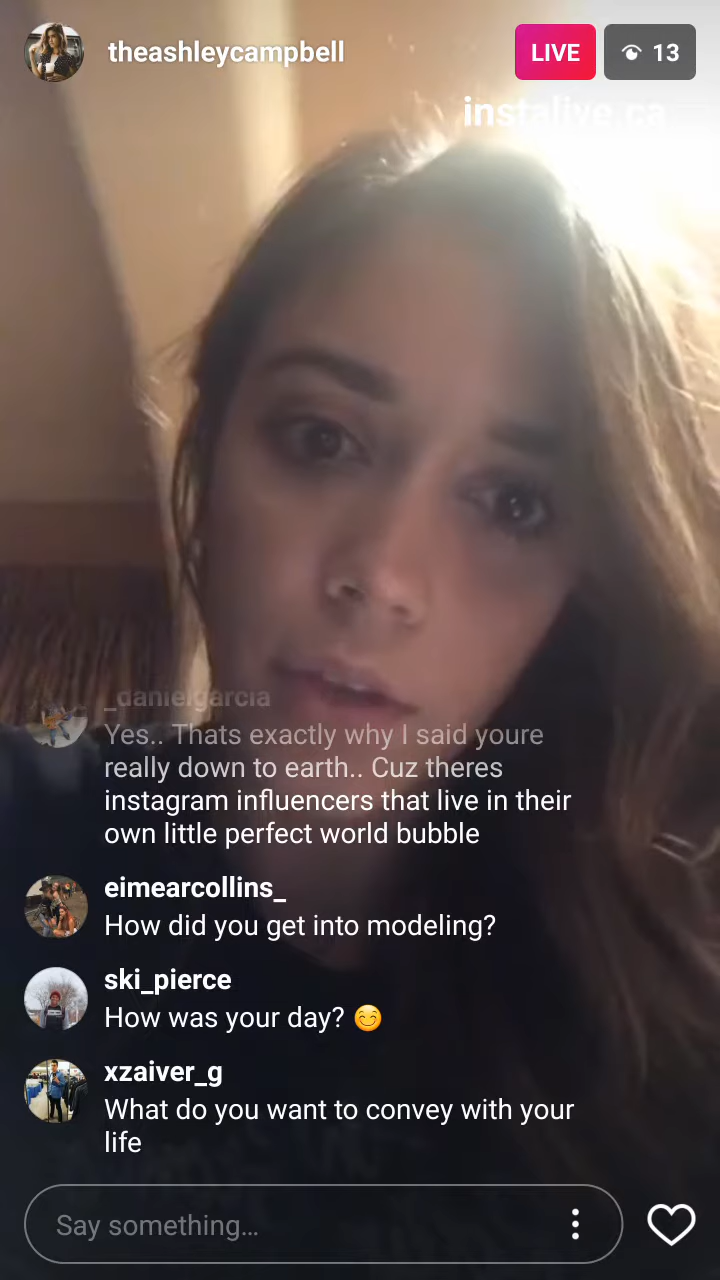 theashleycampbell
LIVE
13
instalive.ca
_danielgarcia
Yes.. Thats exactly why I said youre
really down to earth.. Cuz theres
instagram influencers that live in their
own little perfect world bubble
eimearcollins_
How did you get into modeling?
ski_pierce
How was your day? 😊
xzaiver_g
What do you want to convey with your
life
Say something...